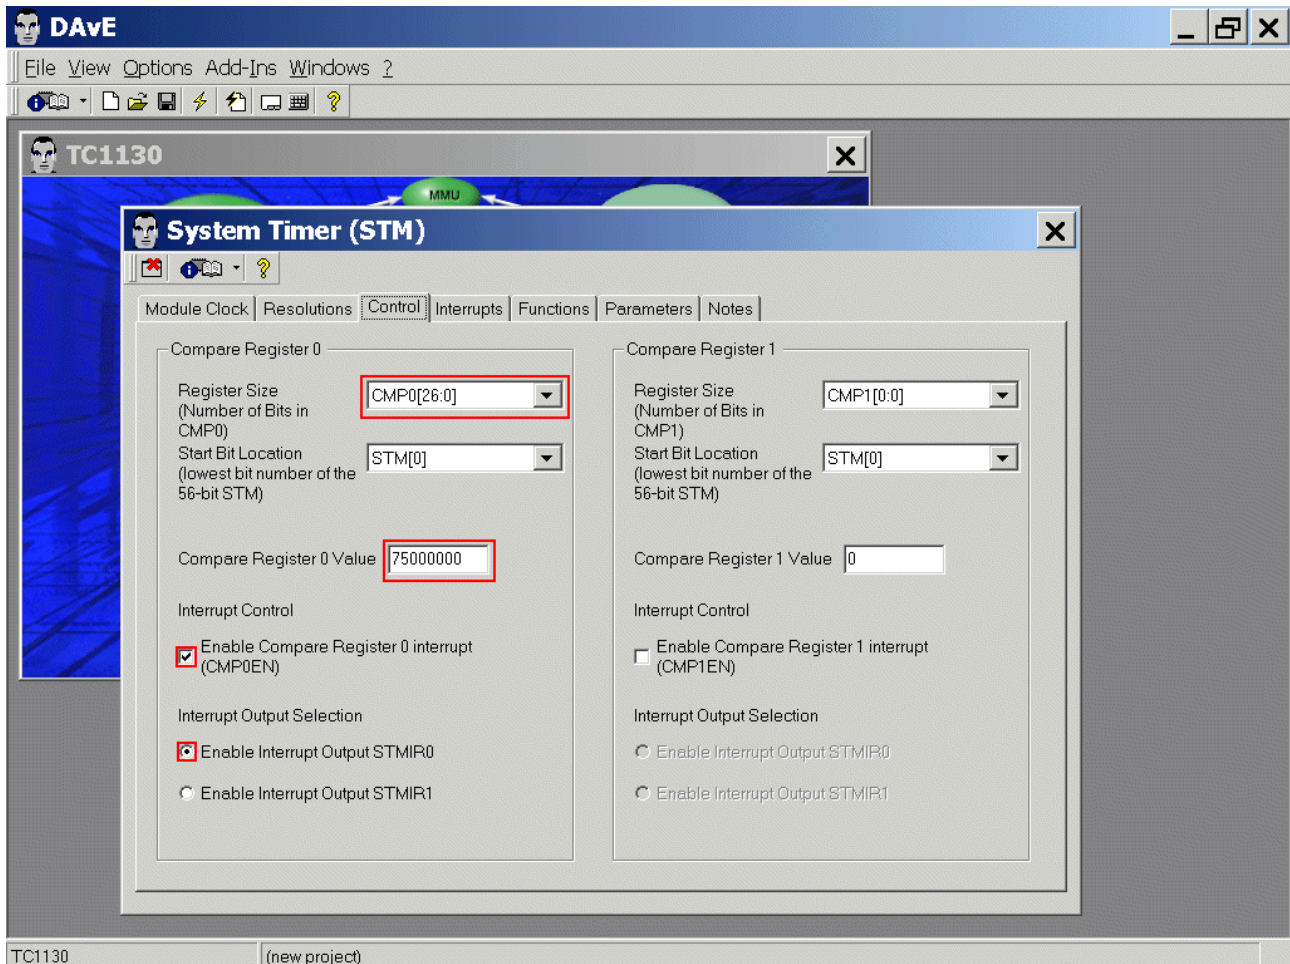 DAvE
File View Options Add-Ins Windows ?
TC1130
MMU
System Timer (STM)
Module Clock Resolutions Control Interrupts Functions Parameters Notes
Compare Register 0
Register Size
(Number of Bits in
CMP0)
CMP0[26:0]
Start Bit Location
(lowest bit number of the
56-bit STM)
STM[0]
Compare Register 0 Value 75000000
Interrupt Control
Enable Compare Register 0 interrupt
(CMP0EN)
Interrupt Output Selection
Enable Interrupt Output STMIR0
Enable Interrupt Output STMIR1
Compare Register 1
Register Size
(Number of Bits in
CMP1)
CMP1[0:0]
Start Bit Location
(lowest bit number of the
56-bit STM)
STM[0]
Compare Register 1 Value 0
Interrupt Control
Enable Compare Register 1 interrupt
(CMP1EN)
Interrupt Output Selection
Enable Interrupt Output STMIR0
Enable Interrupt Output STMIR1
TC1130 (new project)